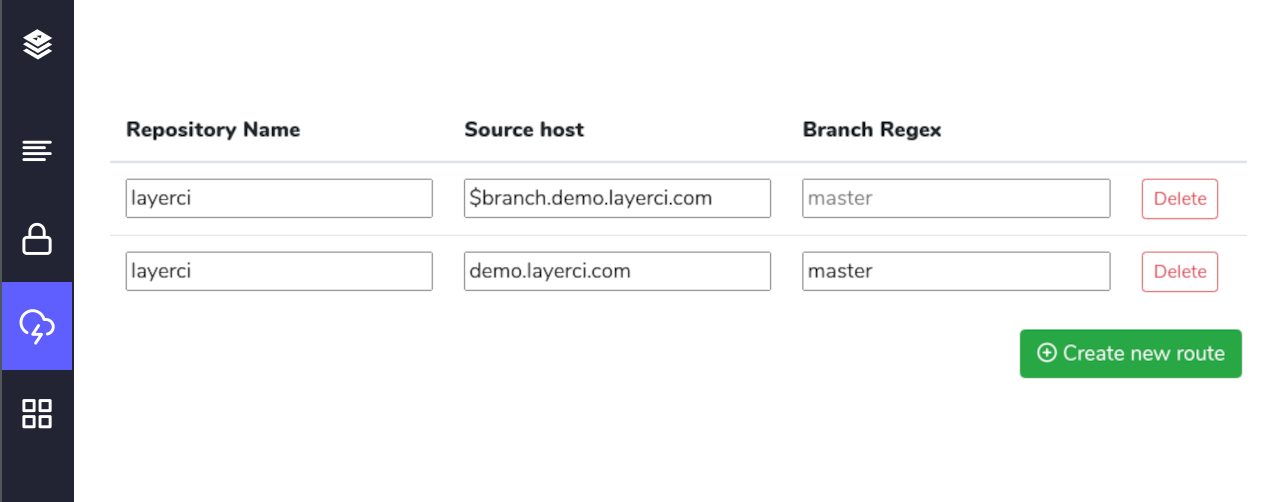 Repository Name Source host Branch Regex
layerci $branch.demo.layerci.com master Delete
layerci demo.layerci.com master Delete
Create new route